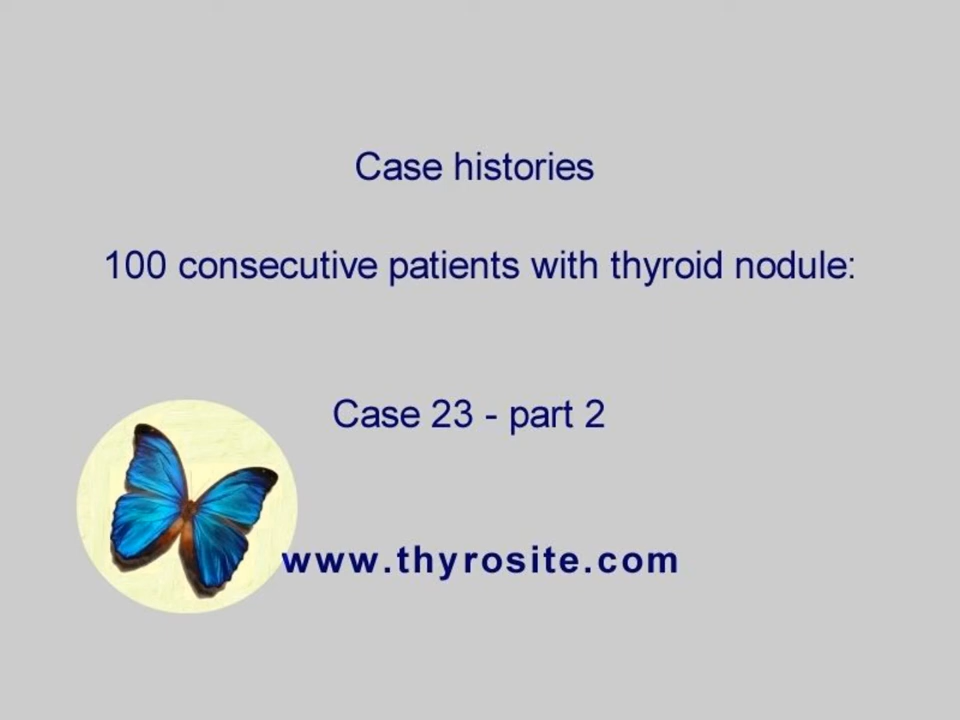 Case histories
100 consecutive patients with thyroid nodule:
Case 23 - part 2
www.thyrosite.com